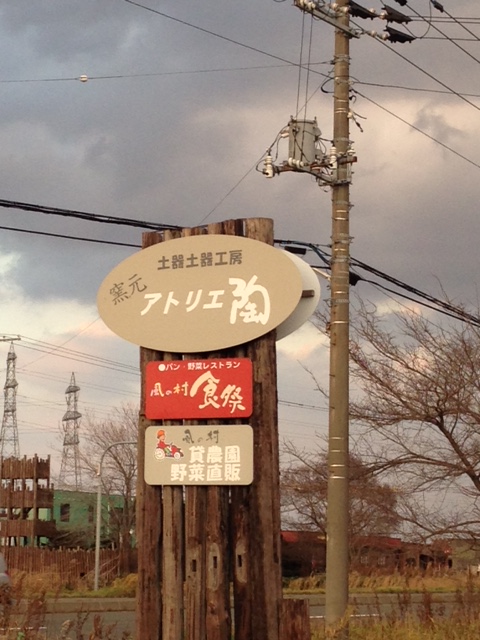 土器土器工房
窯元
アトリエ陶
●パン・野菜レストラン
風の村 食祭
風の村
貸農園
野菜直販